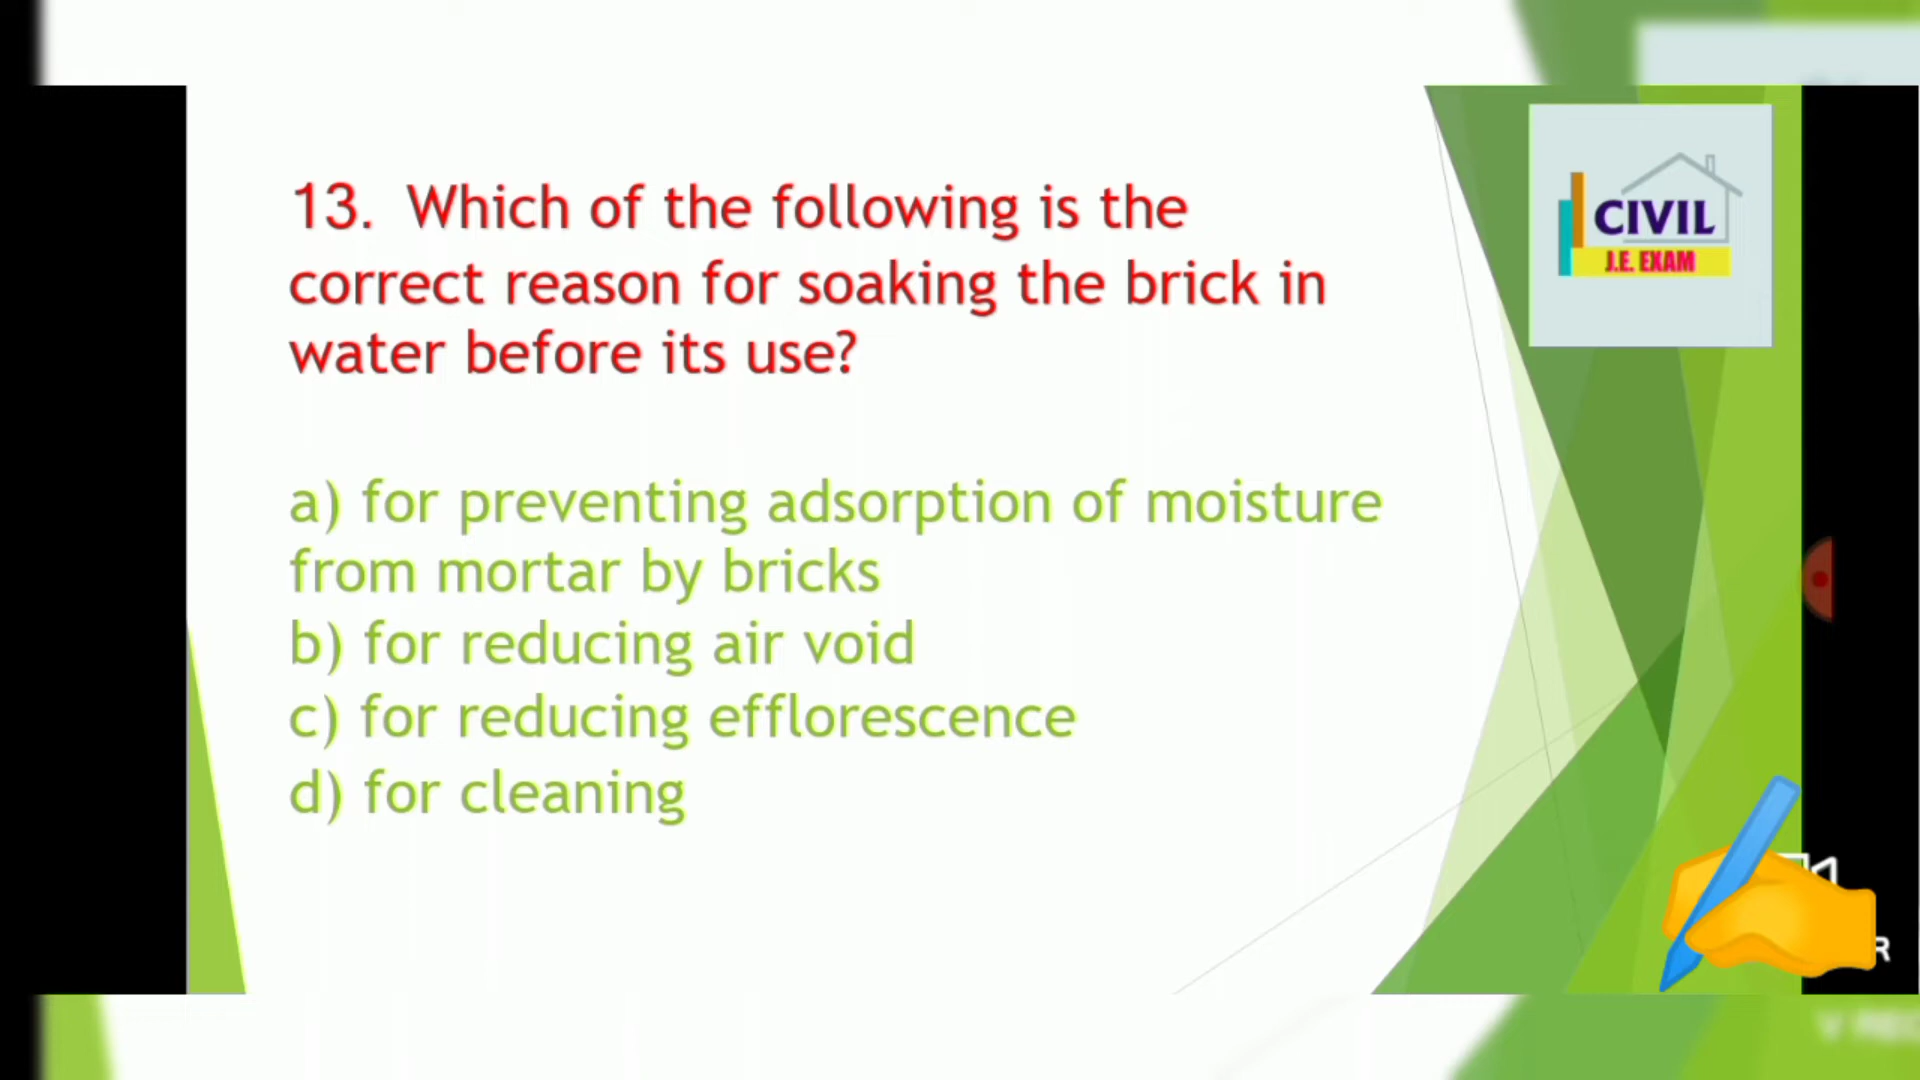 CIVIL
J.E. EXAM
13. Which of the following is the
correct reason for soaking the brick in
water before its use?
a) for preventing adsorption of moisture
from mortar by bricks
b) for reducing air void
c) for reducing efflorescence
d) for cleaning